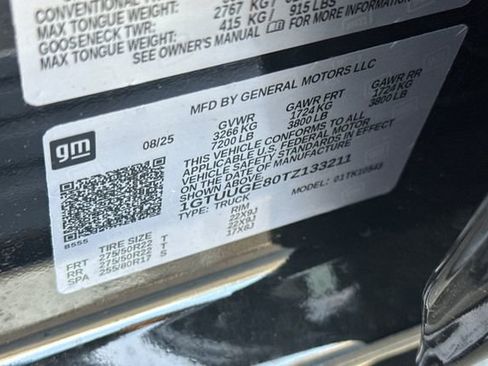 CONVENTIONAL
MAX TONGUE WEIGHT: 2767 KG/
GOOSENECK TWR: 415 KG/ 915 LBS
MAX TONGUE WEIGHT:
SEE OWNER'S MANUAL FOR
MFD BY GENERAL MOTORS LLC
gm 08/25
GVWR GAWR FRT GAWR RR
3266 KG 1724 KG 1724 KG
7200 LB 3800 LB 3800 LB
THIS VEHICLE CONFORMS TO ALL
APPLICABLE U.S. FEDERAL MOTOR
VEHICLE SAFETY STANDARDS IN EFFECT
ON THE DATE OF MANUFACTURE
1GTUUGE80TZ133211
TYPE: TRUCK MODEL: 01TK10543
8555
TIRE SIZE RIM
FRT 275/50R22 T 22X9J
RR 275/50R22 T 22X9J
SPA 255/80R17 S 17X8J